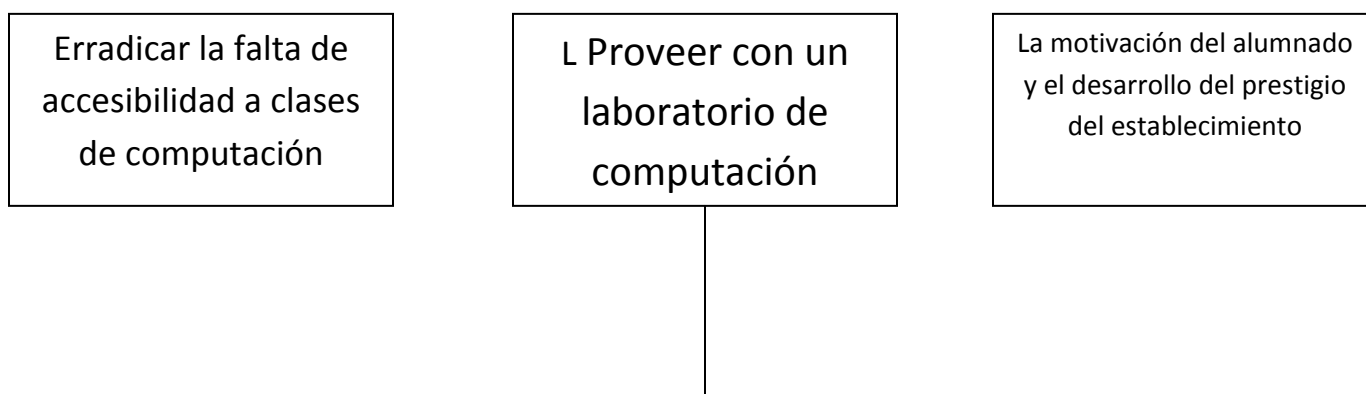 Erradicar la falta de
accesibilidad a clases
de computación
L Proveer con un
laboratorio de
computación
La motivación del alumnado
y el desarrollo del prestigio
del establecimiento